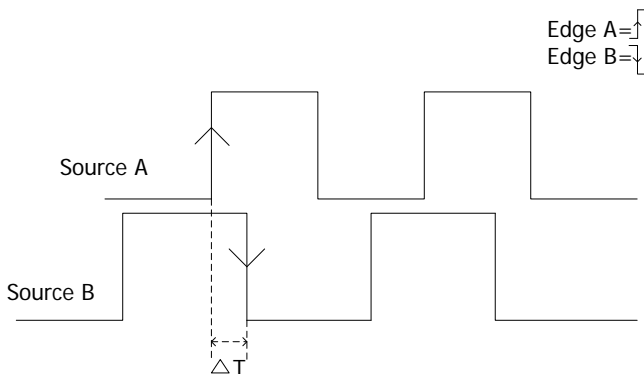 Edge A=
Edge B=
Source A
Source B
△T